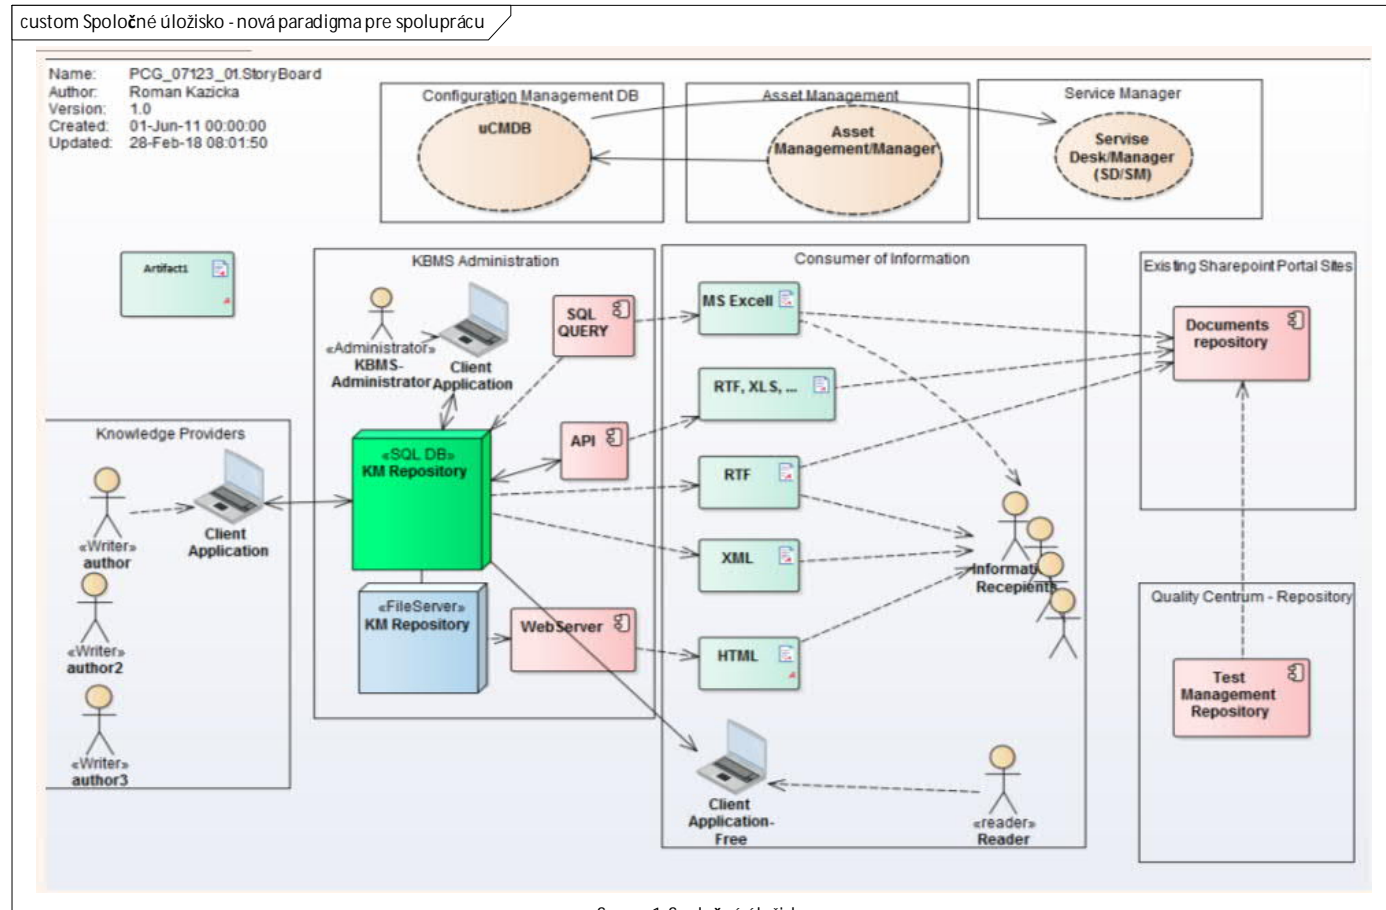 custom Spoločné úložisko - nová paradigma pre spoluprácu
Name: PCG_07123_01.StoryBoard
Author: Roman Kazicka
Version: 1.0
Created: 01-Jun-11 00:00:00
Updated: 28-Feb-18 08:01:50
Configuration Management DB
uCMDB
Asset Management
Asset
Management/Manager
Service Manager
Servise
Desk/Manager
(SD/SM)
Artifact1
KBMS Administration
«Administrator»
KBMS-
Administrator
Client
Application
SQL
QUERY
API
«SQL DB»
KM Repository
«FileServer»
KM Repository
WebServer
Knowledge Providers
«Writer»
author
«Writer»
author2
«Writer»
author3
Client
Application
Consumer of Information
MS Excell
RTF, XLS, ...
RTF
XML
HTML
Recepients
Client
Application-
Free
«reader»
Reader
Existing Sharepoint Portal Sites
Documents
repository
Quality Centrum - Repository
Test
Management
Repository